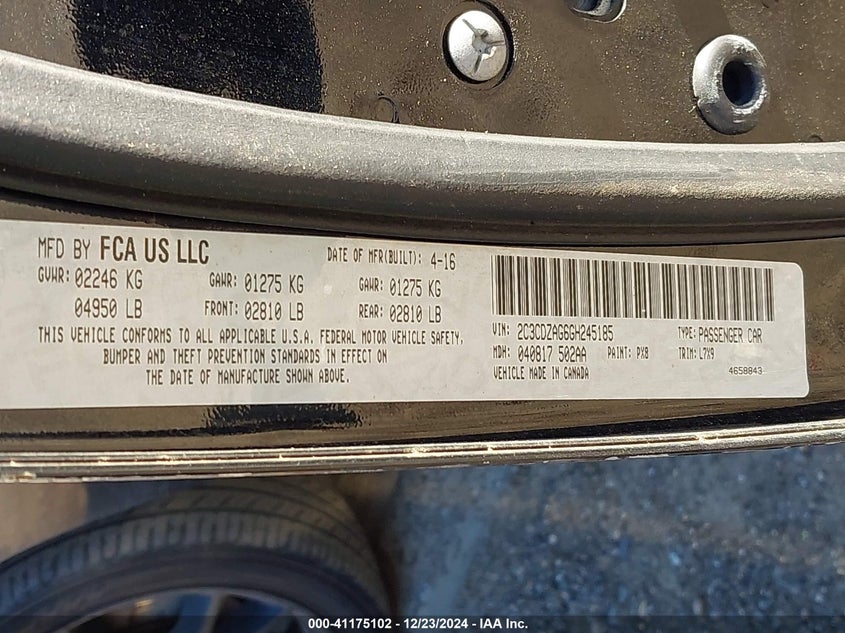 MFD BY FCA US LLC DATE OF MFR(BUILT): 4-16
GVWR: 02246 KG GAWR: 01275 KG GAWR: 01275 KG
04950 LB FRONT: 02810 LB REAR: 02810 LB
THIS VEHICLE CONFORMS TO ALL APPLICABLE U.S.A. FEDERAL MOTOR VEHICLE SAFETY,
BUMPER AND THEFT PREVENTION STANDARDS IN EFFECT ON
THE DATE OF MANUFACTURE SHOWN ABOVE.
VIN: 2C3CDZAG6GH245185 TYPE: PASSENGER CAR
MDH: 040817 502AA PAINT: PX8 TRIM: L7X9
VEHICLE MADE IN CANADA 4658843
000-41175102 - 12/23/2024 - IAA Inc.